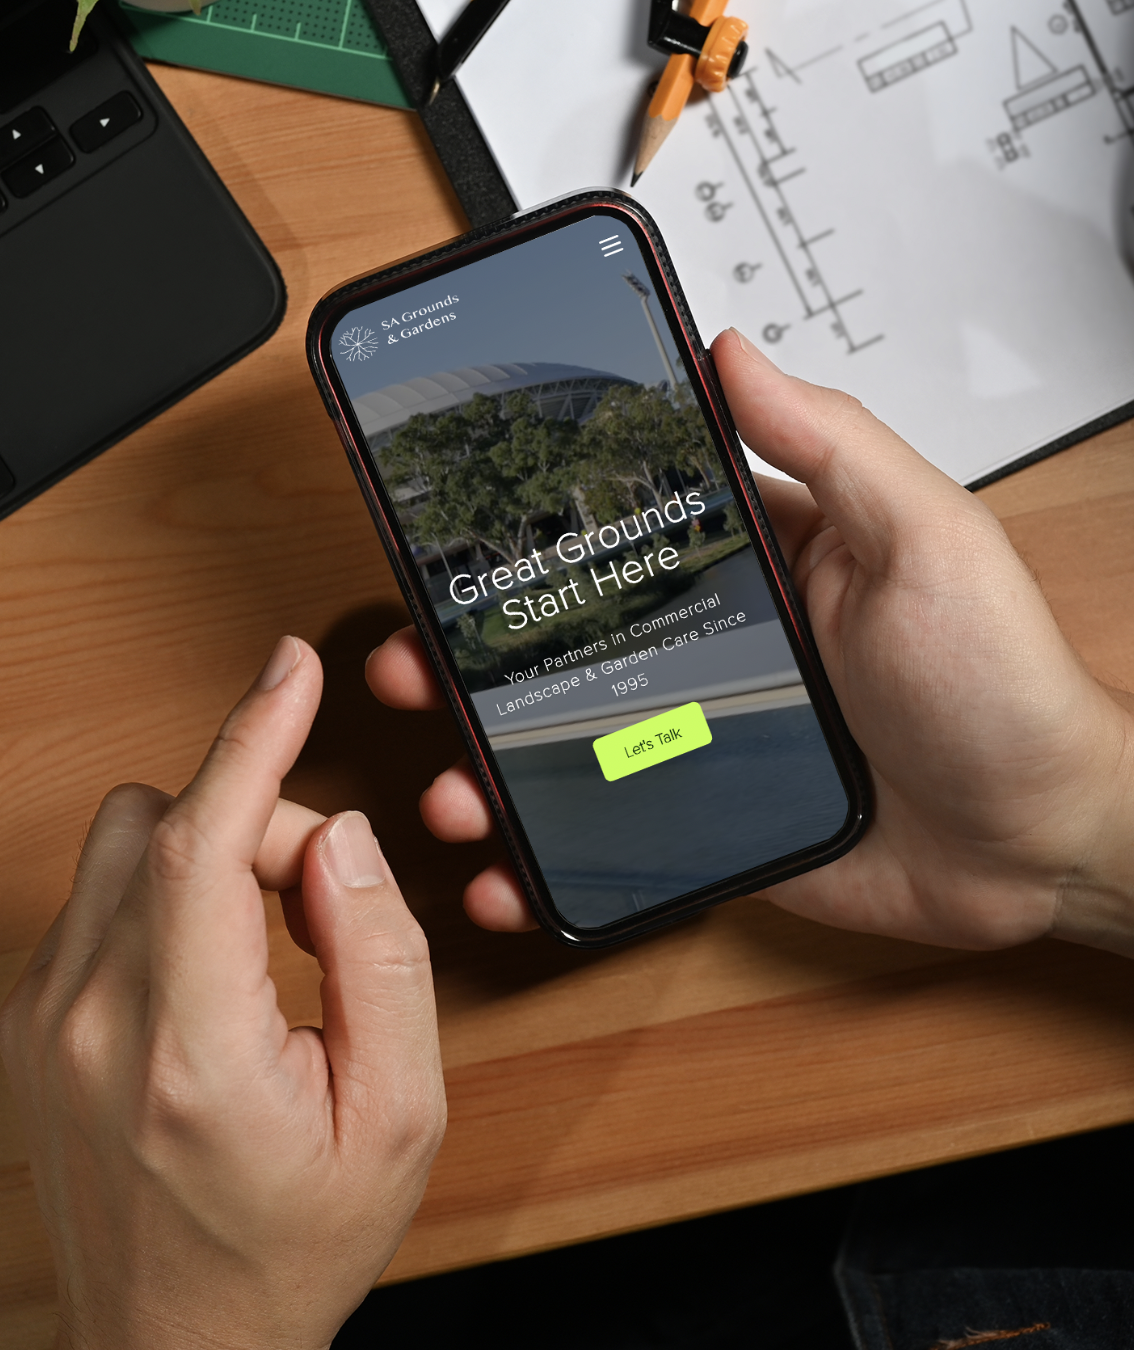 SA Grounds
& Gardens
Great Grounds
Start Here
Your Partners in Commercial
Landscape & Garden Care Since
1995
Let's Talk